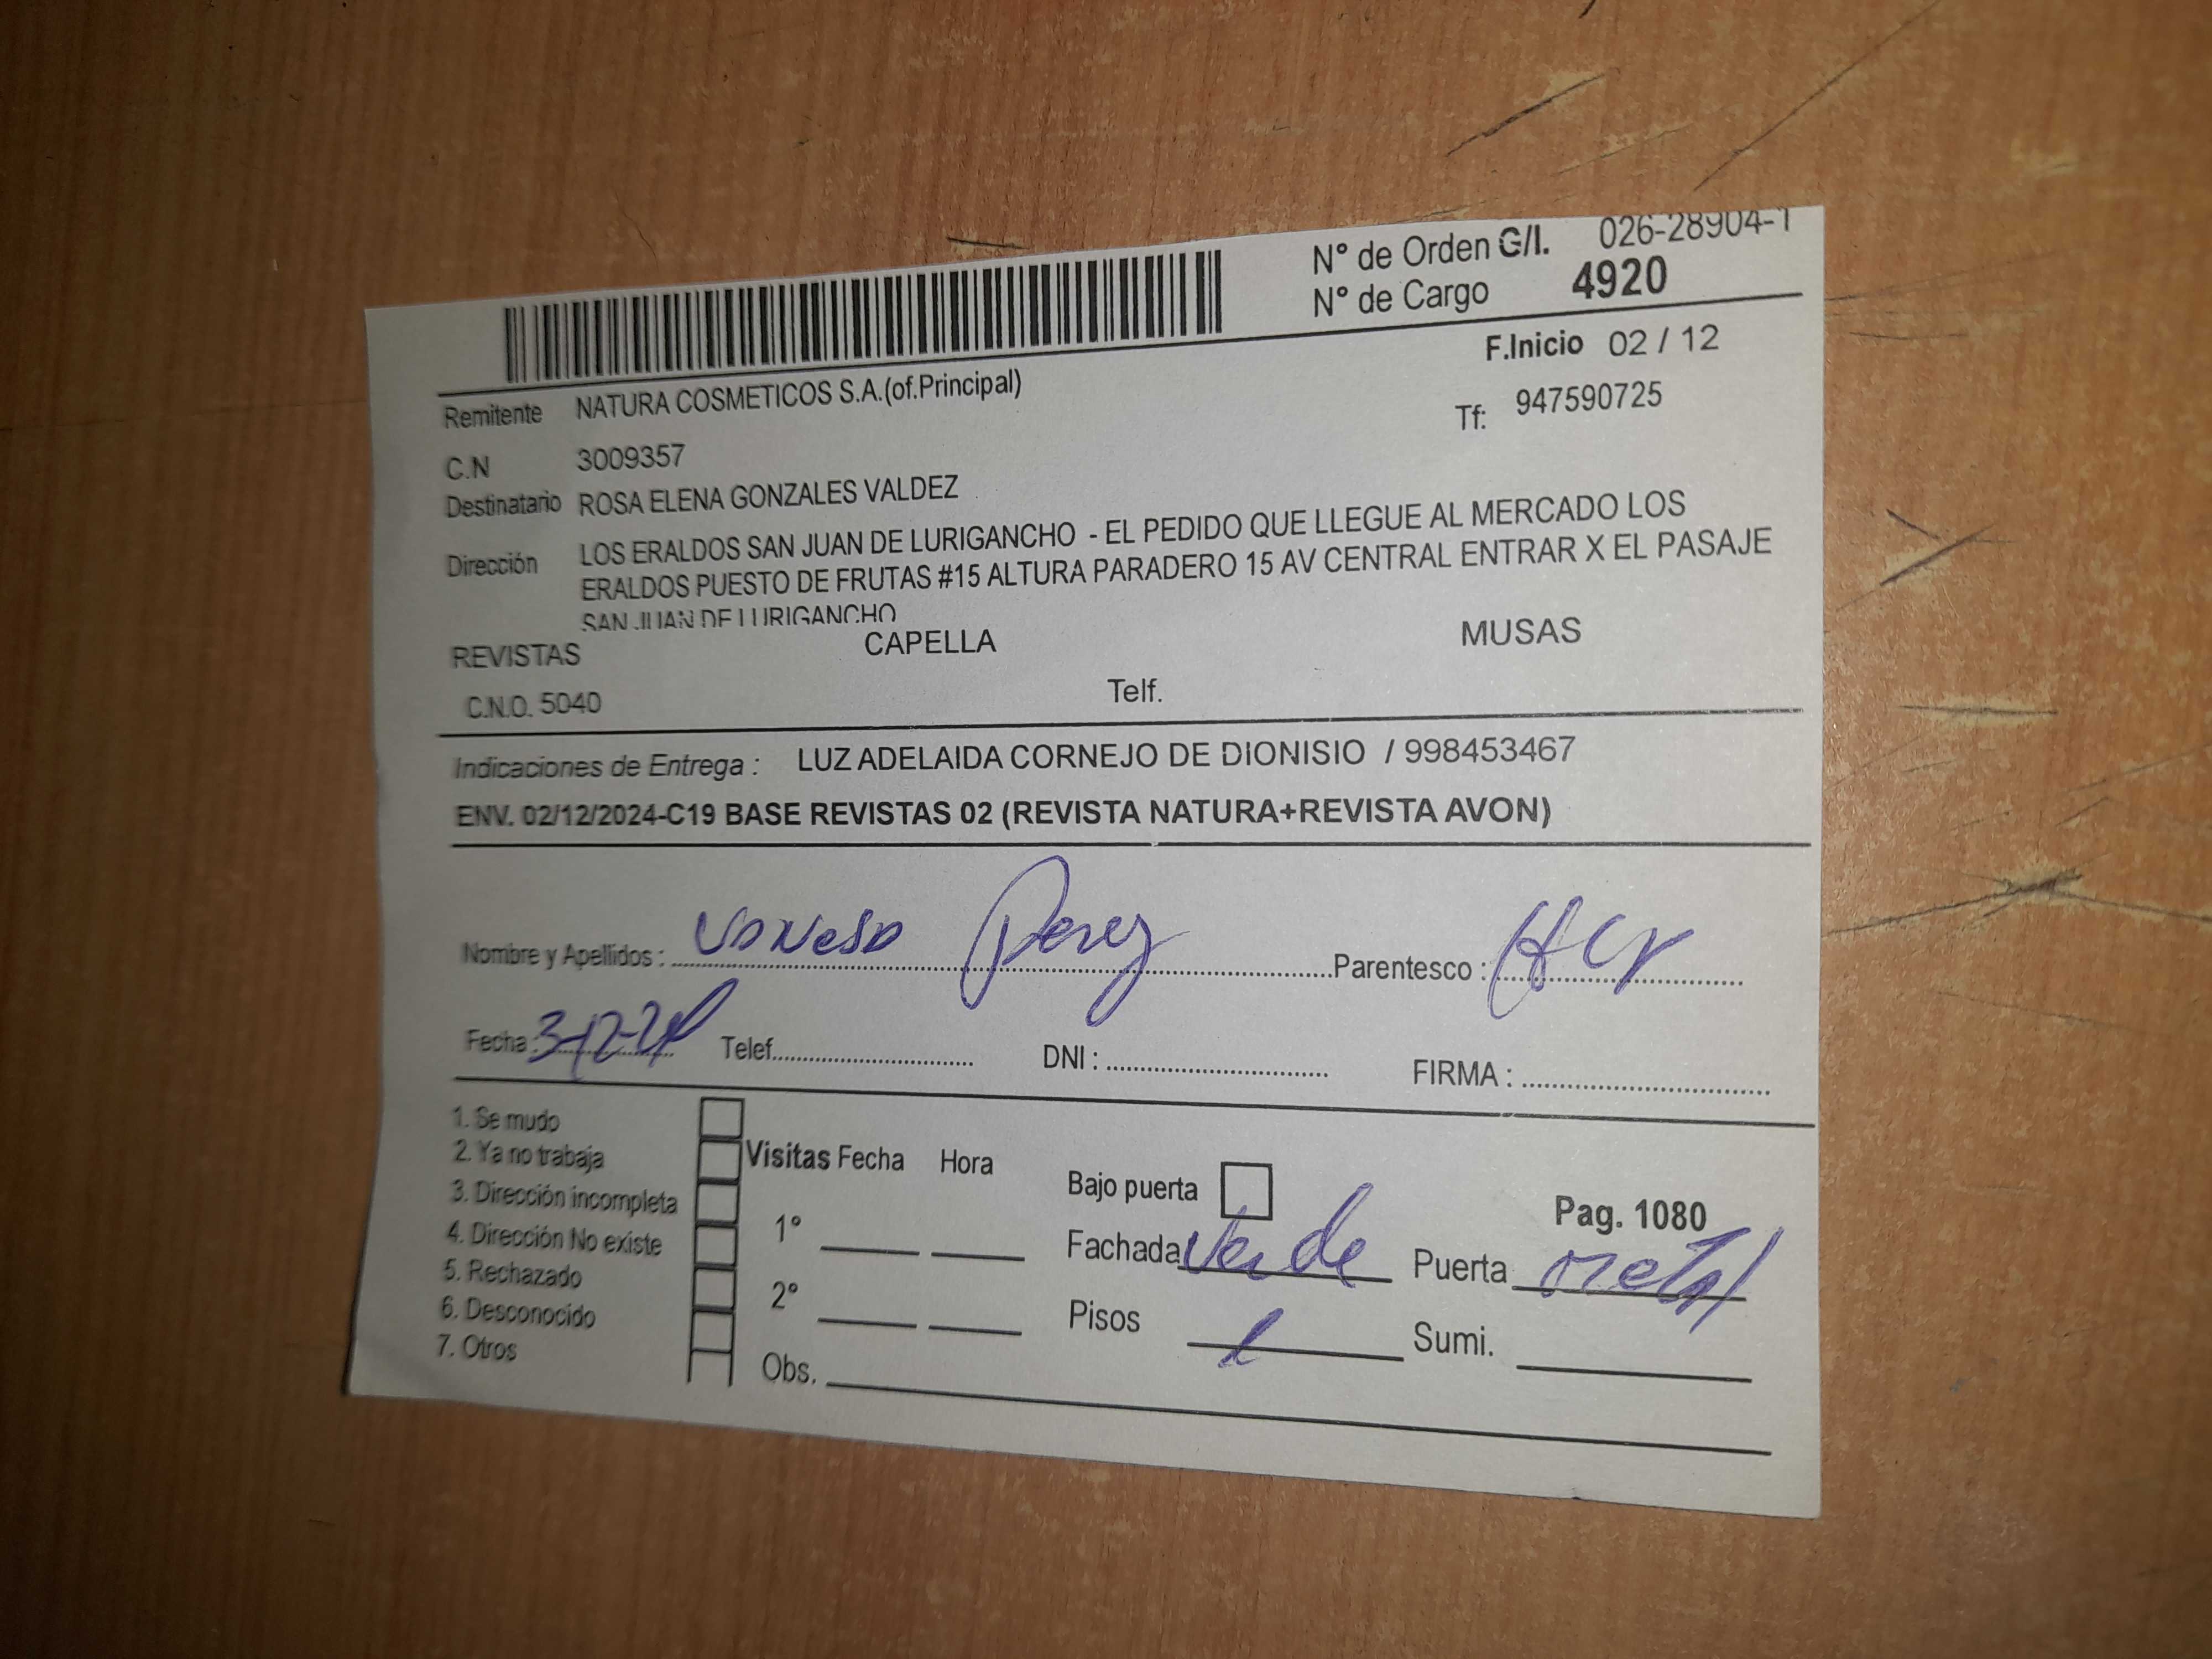 N° de Orden G/I. 026-28904-1
N° de Cargo 4920
F.Inicio 02 / 12
Remitente NATURA COSMETICOS S.A.(of.Principal)
Tf: 947590725
C.N 3009357
Destinatario ROSA ELENA GONZALES VALDEZ
Dirección LOS ERALDOS SAN JUAN DE LURIGANCHO - EL PEDIDO QUE LLEGUE AL MERCADO LOS
ERALDOS PUESTO DE FRUTAS #15 ALTURA PARADERO 15 AV CENTRAL ENTRAR X EL PASAJE
SAN JUAN DE LURIGANCHO
REVISTAS CAPELLA MUSAS
C.N.O. 5040 Telf.
Indicaciones de Entrega : LUZ ADELAIDA CORNEJO DE DIONISIO / 998453467
ENV. 02/12/2024-C19 BASE REVISTAS 02 (REVISTA NATURA+REVISTA AVON)
Nombre y Apellidos : Vanesa Perez Parentesco :
Fecha : 3-12-24 Telef. DNI : FIRMA :
1. Se mudo
2. Ya no trabaja
3. Dirección incompleta
4. Dirección No existe
5. Rechazado
6. Desconocido
7. Otros
Visitas Fecha Hora
1°
2°
Obs.
Bajo puerta
Pag. 1080
Fachada Verde Puerta metal
Pisos 1 Sumi.